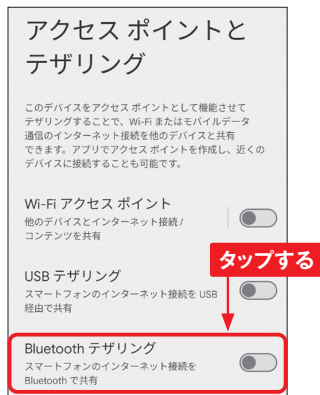 アクセス ポイントと
テザリング
このデバイスをアクセス ポイントとして機能させて
テザリングすることで、Wi-Fi またはモバイルデータ
通信のインターネット接続を他のデバイスと共有
できます。アプリでアクセス ポイントを作成し、近くの
デバイスに接続することも可能です。
Wi-Fi アクセス ポイント
他のデバイスとインターネット接続 /
コンテンツを共有
タップする
USB テザリング
スマートフォンのインターネット接続を USB
経由で共有
Bluetooth テザリング
スマートフォンのインターネット接続を
Bluetooth で共有